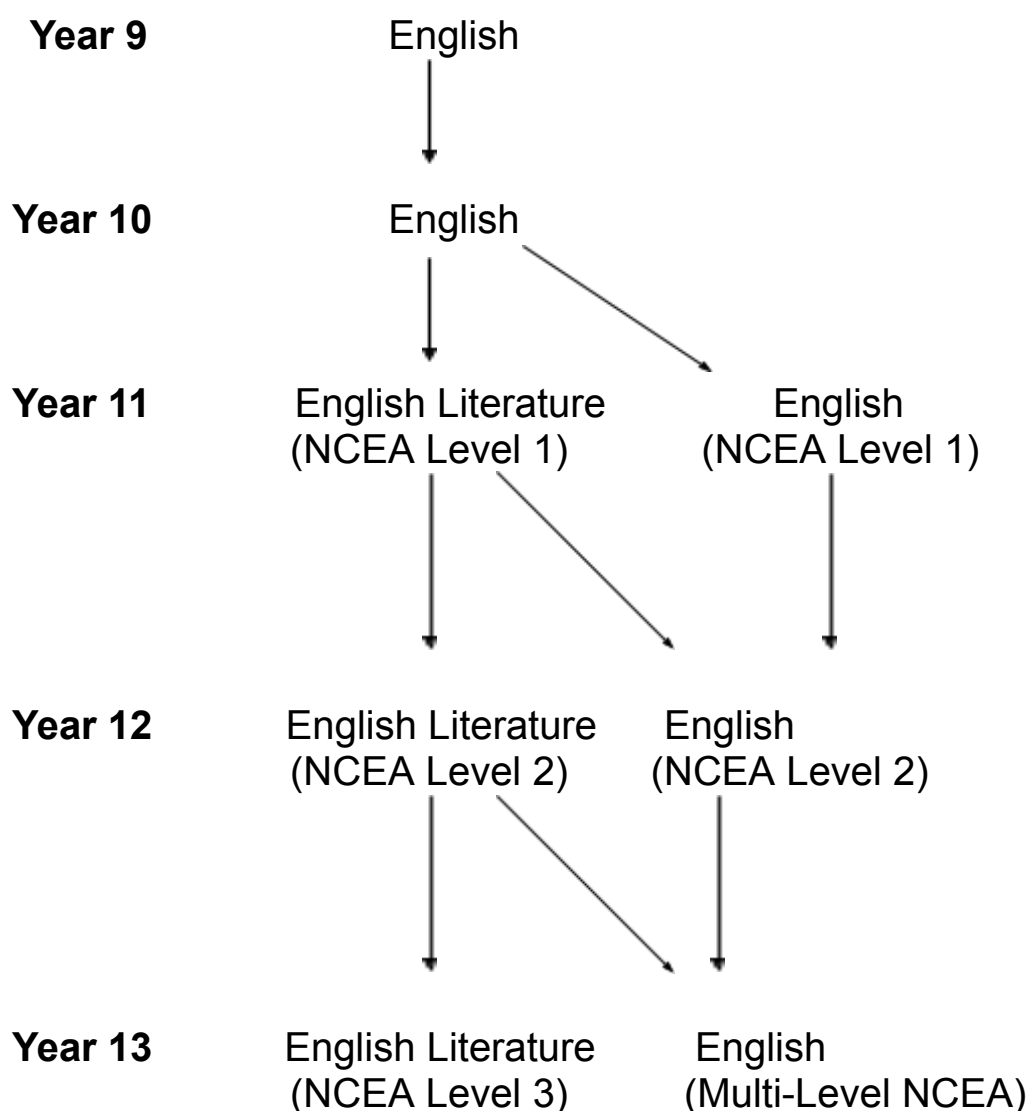 Year 9 English
Year 10 English
Year 11 English Literature English
(NCEA Level 1) (NCEA Level 1)
Year 12 English Literature English
(NCEA Level 2) (NCEA Level 2)
Year 13 English Literature English
(NCEA Level 3) (Multi-Level NCEA)